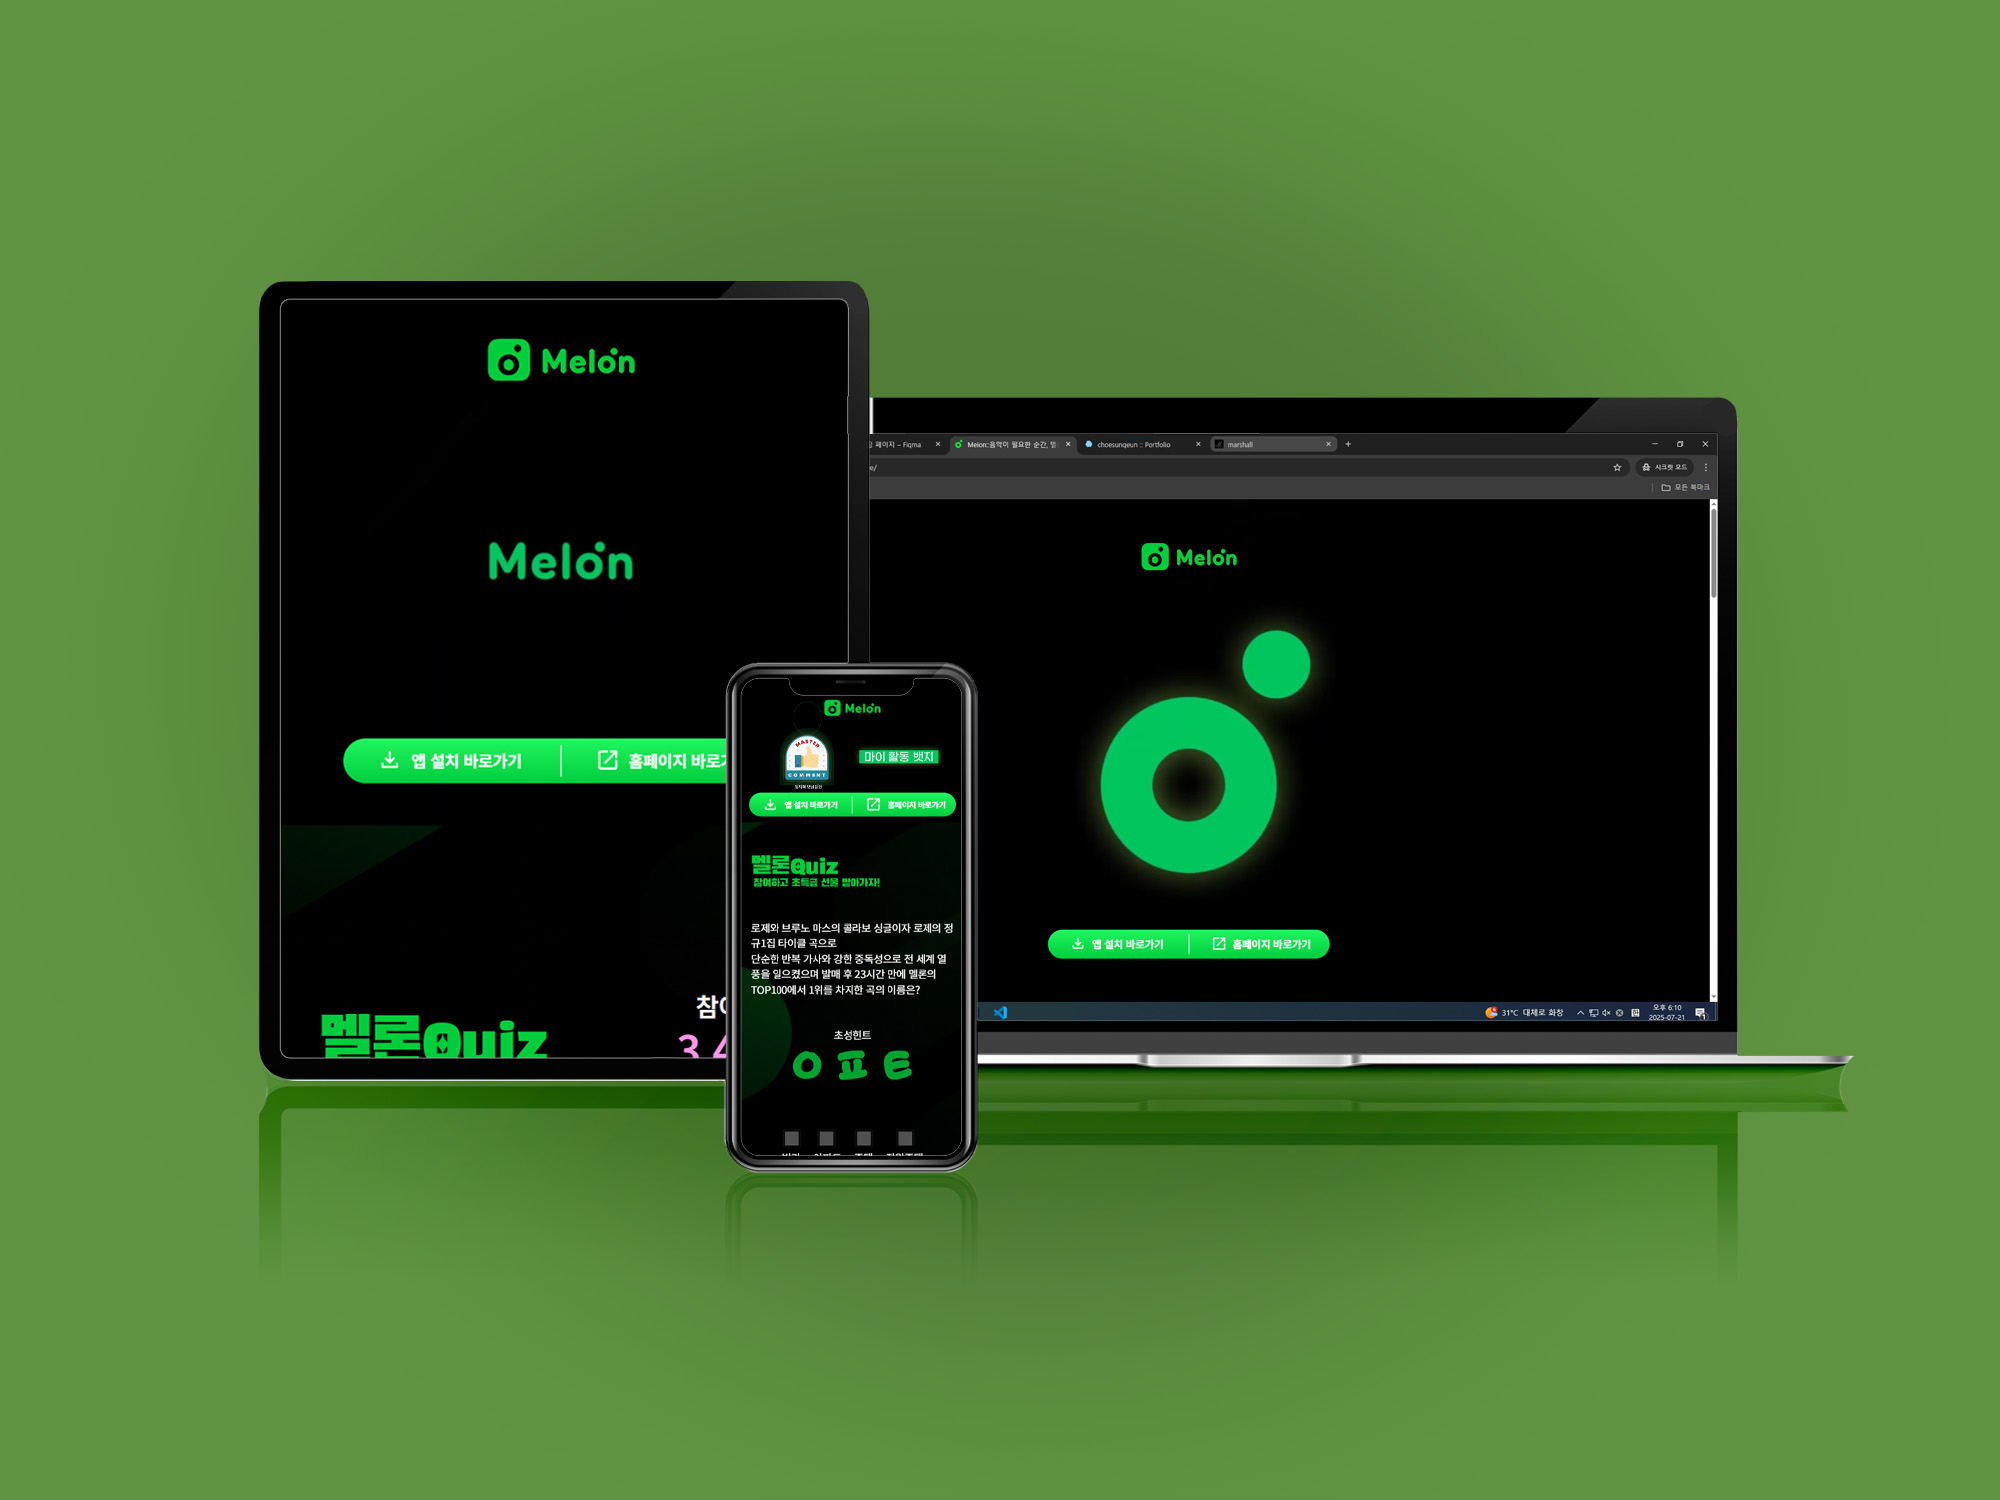 Melon
Melon
앱 설치 바로가기
홈페이지 바로
멜론Quiz
참
3
페이지 – Figma
Melon::음악이 필요한 순간, 멜
choesungeun :: Portfolio
marshall
e/
시크릿 모드
모든 북마크
Melon
앱 설치 바로가기
홈페이지 바로가기
31°C 대체로 화창
오후 6:10
2025-07-21
Melon
MASTER
COMMENT
마이 활동 뱃지
앱 설치 바로가기
홈페이지 바로가기
멜론Quiz
참여하고 초특급 선물 받아가자!
로제와 브루노 마스의 콜라보 싱글이자 로제의 정
규1집 타이클 곡으로
단순한 반복 가사와 강한 중독성으로 전 세계 열
풍을 일으켰으며 발매 후 23시간 만에 멜론의
TOP100에서 1위를 차지한 곡의 이름은?
초성힌트
ㅇ ㅍ ㅌ